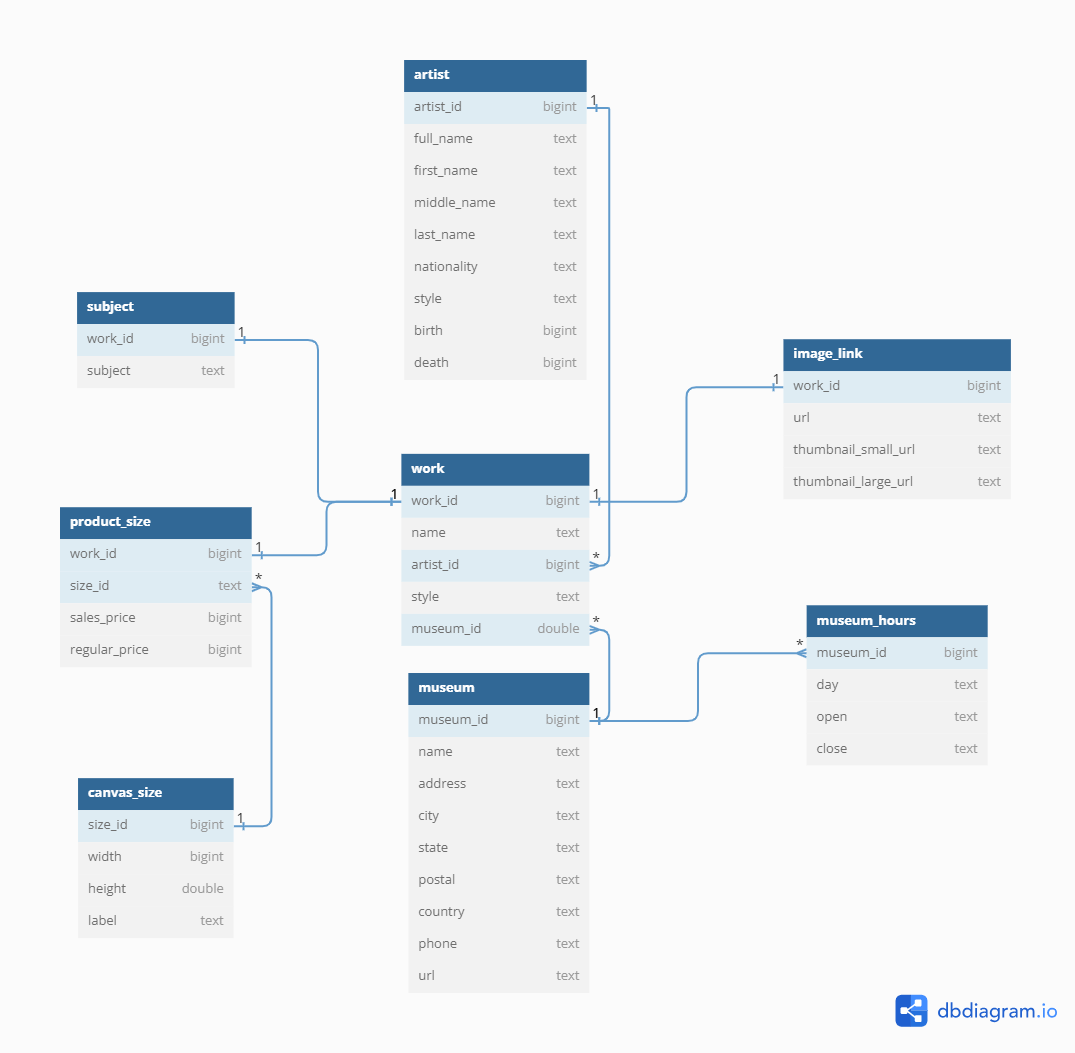 artist
artist_id bigint
full_name text
first_name text
middle_name text
last_name text
nationality text
style text
birth bigint
death bigint
1
subject
work_id bigint
subject text
1
image_link
work_id bigint
url text
thumbnail_small_url text
thumbnail_large_url text
1
work
work_id bigint
name text
artist_id bigint
style text
museum_id double
1
1
*
*
product_size
work_id bigint
size_id text
sales_price bigint
regular_price bigint
1
*
museum_hours
museum_id bigint
day text
open text
close text
*
museum
museum_id bigint
name text
address text
city text
state text
postal text
country text
phone text
url text
1
canvas_size
size_id bigint
width bigint
height double
label text
1
dbdiagram.io